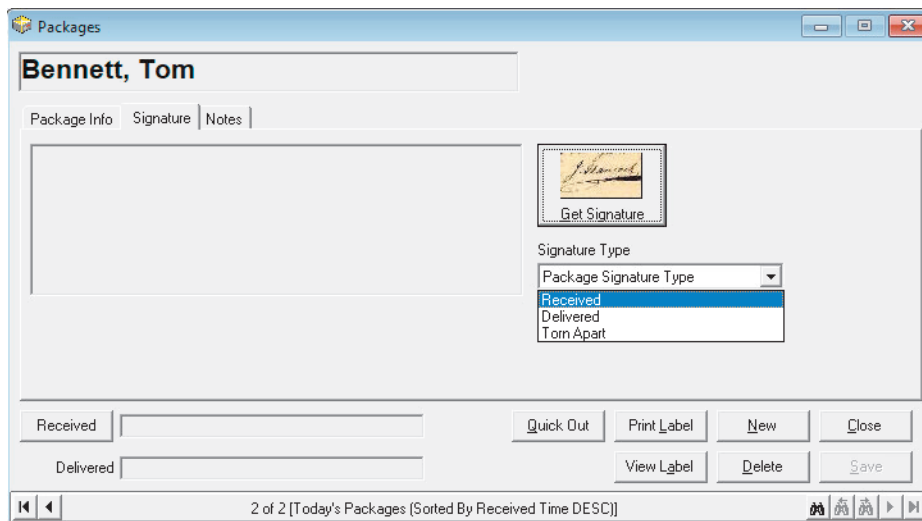 Packages
Bennett, Tom
Package Info Signature Notes
J. Hancock
Get Signature
Signature Type
Package Signature Type
Received
Delivered
Torn Apart
Received Quick Out Print Label New Close
Delivered View Label Delete Save
2 of 2 [Today's Packages (Sorted By Received Time DESC)]